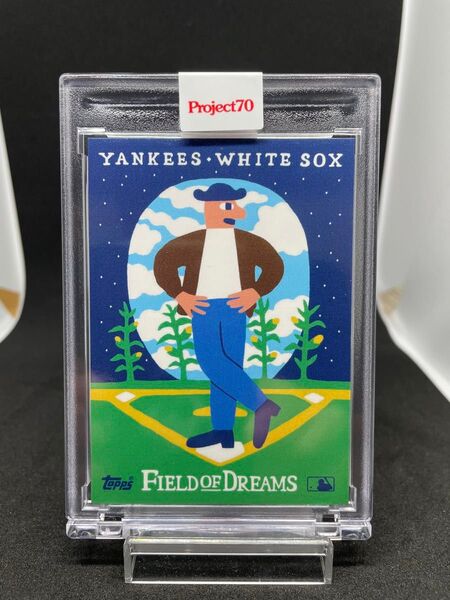 Project70
YANKEES • WHITE SOX
topps
FIELD OF DREAMS